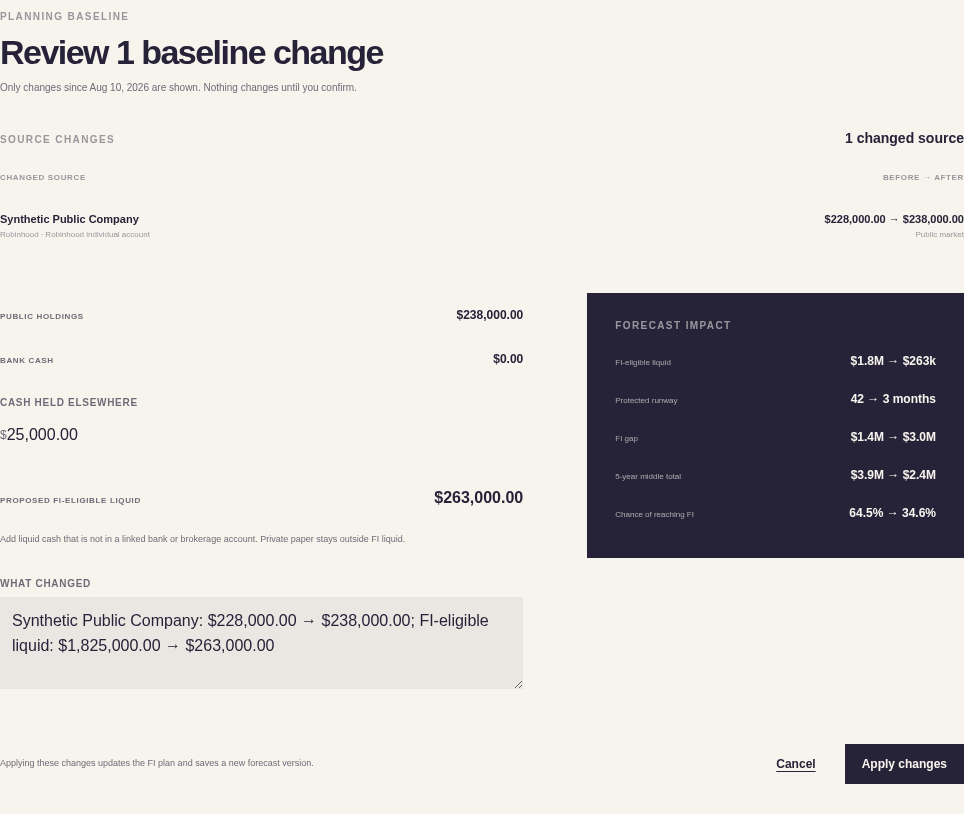 PLANNING BASELINE
Review 1 baseline change
Only changes since Aug 10, 2026 are shown. Nothing changes until you confirm.
SOURCE CHANGES
1 changed source
CHANGED SOURCE
BEFORE → AFTER
Synthetic Public Company
$228,000.00 → $238,000.00
Robinhood · Robinhood individual account
Public market
PUBLIC HOLDINGS
$238,000.00
BANK CASH
$0.00
CASH HELD ELSEWHERE
$25,000.00
PROPOSED FI-ELIGIBLE LIQUID
$263,000.00
Add liquid cash that is not in a linked bank or brokerage account. Private paper stays outside FI liquid.
WHAT CHANGED
Synthetic Public Company: $228,000.00 → $238,000.00; FI-eligible
liquid: $1,825,000.00 → $263,000.00
FORECAST IMPACT
FI-eligible liquid
$1.8M → $263k
Protected runway
42 → 3 months
FI gap
$1.4M → $3.0M
5-year middle total
$3.9M → $2.4M
Chance of reaching FI
64.5% → 34.6%
Applying these changes updates the FI plan and saves a new forecast version.
Cancel
Apply changes